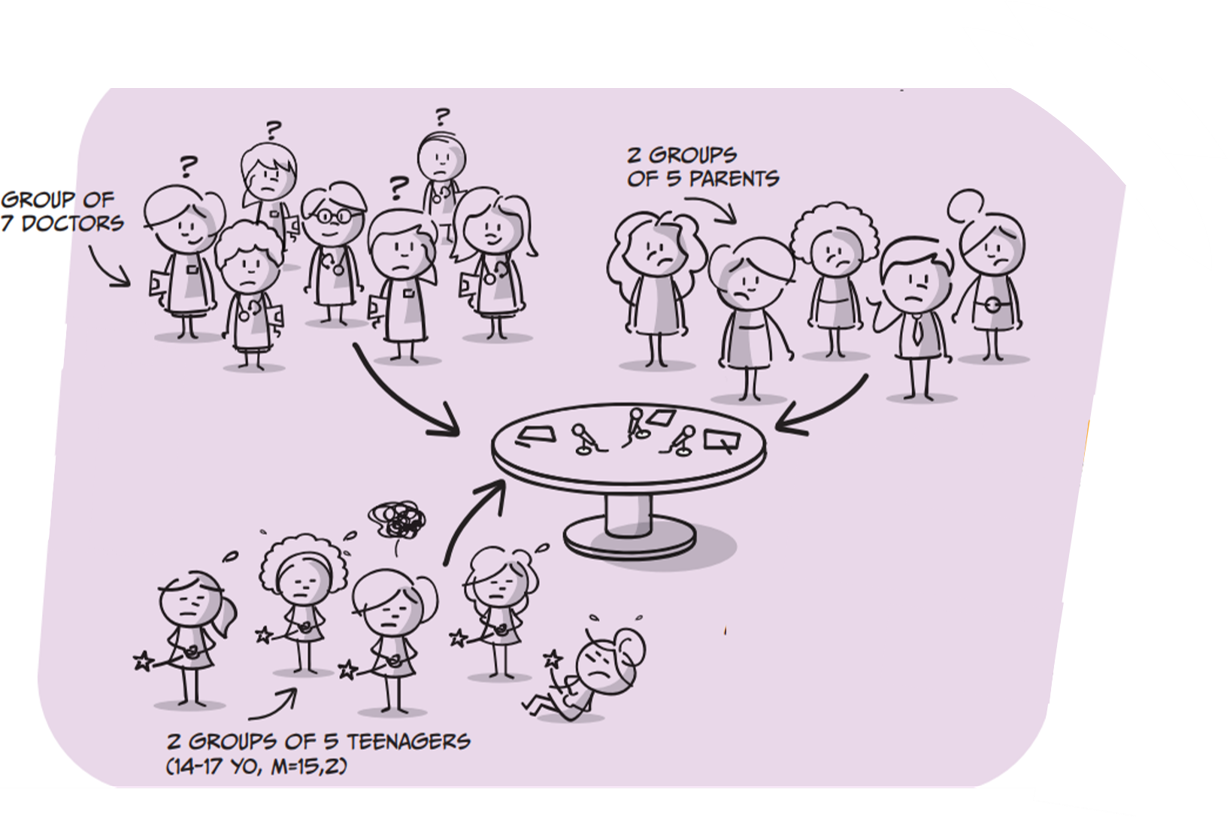 GROUP OF
7 DOCTORS
?
?
?
?
2 GROUPS
OF 5 PARENTS
2 GROUPS OF 5 TEENAGERS
(14-17 YO, M=15,2)